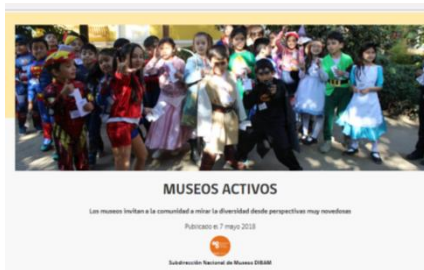 MUSEOS ACTIVOS
Los museos invitan a la comunidad a mirar la diversidad desde perspectivas muy novedosas
Publicado el 7 mayo 2018
Subdirección Nacional de Museos DIBAM